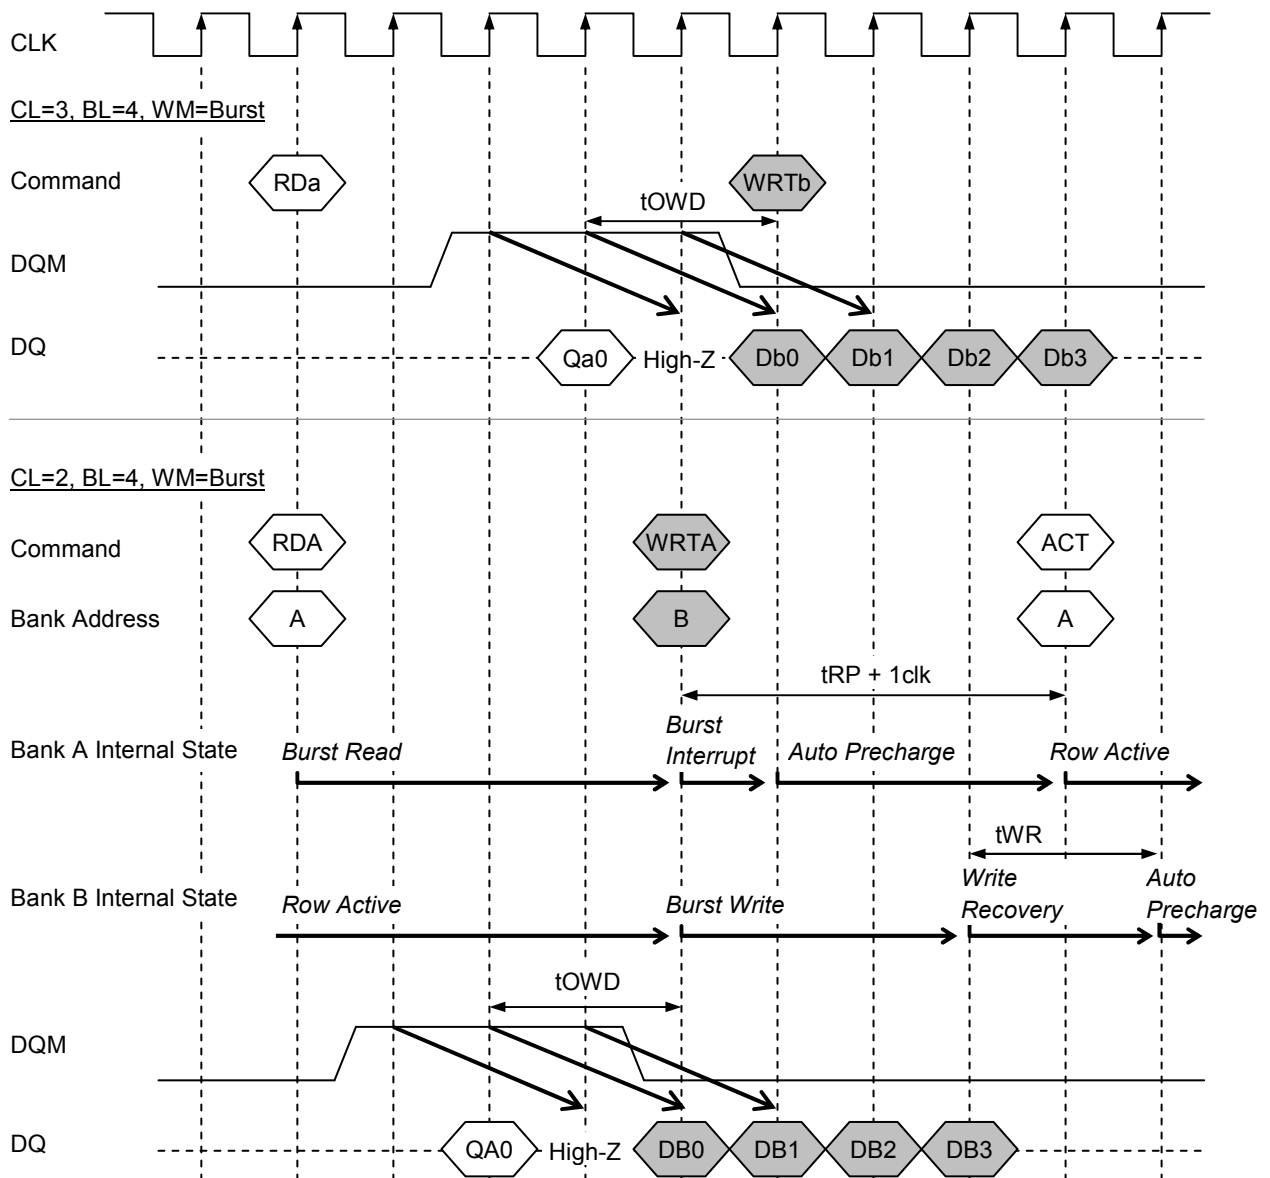 CLK
CL=3, BL=4, WM=Burst
Command RDa WRTb
tOWD
DQM
DQ Qa0 High-Z Db0 Db1 Db2 Db3
CL=2, BL=4, WM=Burst
Command RDA WRTA ACT
Bank Address A B A
tRP + 1clk
Bank A Internal State Burst Read Burst Interrupt Auto Precharge Row Active
tWR
Bank B Internal State Row Active Burst Write Write Recovery Auto Precharge
tOWD
DQM
DQ QA0 High-Z DB0 DB1 DB2 DB3